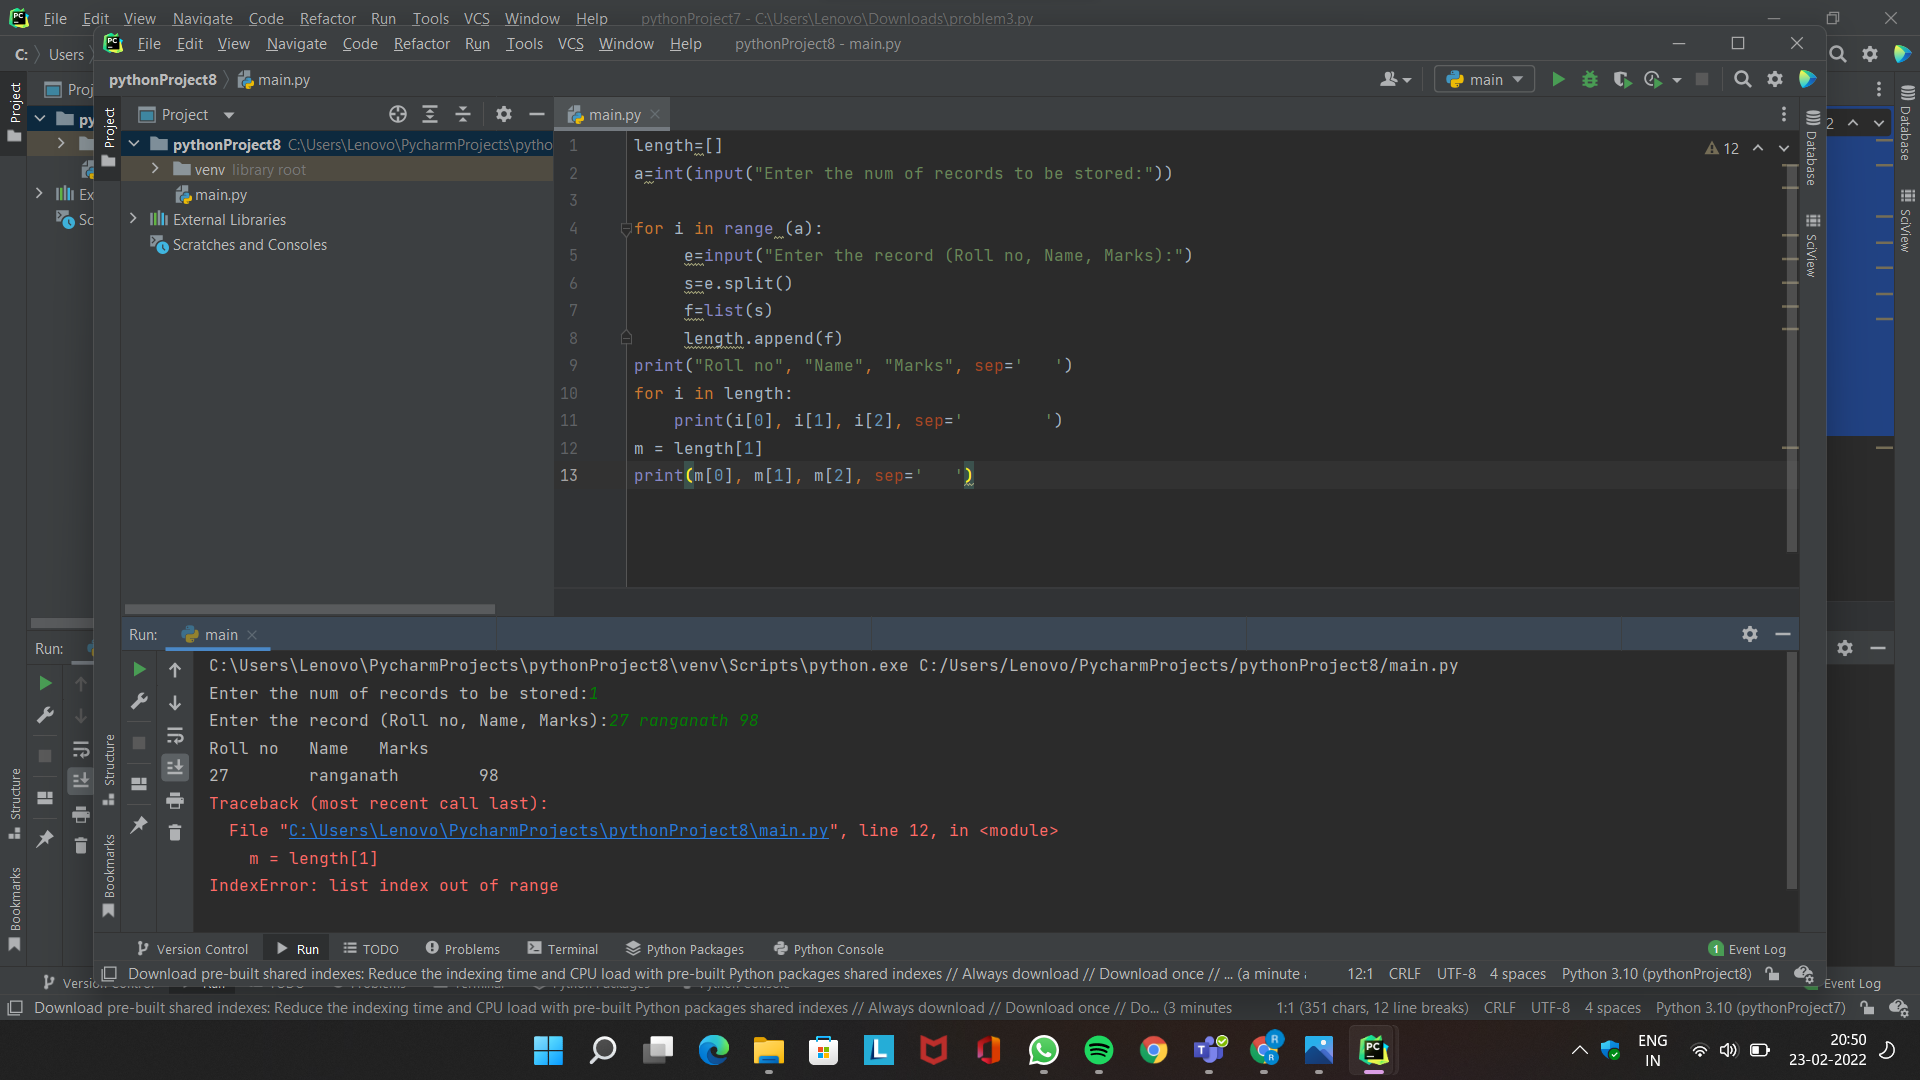 File Edit View Navigate Code Refactor Run Tools VCS Window Help pythonProject7 - C:\Users\Lenovo\Downloads\problem3.py
File Edit View Navigate Code Refactor Run Tools VCS Window Help pythonProject8 - main.py
C: Users
pythonProject8 main.py
main
Project
Project
Project
main.py
pythonProject8 C:\Users\Lenovo\PycharmProjects\pytho
venv library root
main.py
External Libraries
Scratches and Consoles
1 length=[]
2 a=int(input("Enter the num of records to be stored:"))
3
4 for i in range (a):
5 e=input("Enter the record (Roll no, Name, Marks):")
6 s=e.split()
7 f=list(s)
8 length.append(f)
9 print("Roll no", "Name", "Marks", sep='   ')
10 for i in length:
11 print(i[0], i[1], i[2], sep='        ')
12 m = length[1]
13 print(m[0], m[1], m[2], sep='   ')
12
Database
SciView
Database
SciView
Run: main
Run:
C:\Users\Lenovo\PycharmProjects\pythonProject8\venv\Scripts\python.exe C:/Users/Lenovo/PycharmProjects/pythonProject8/main.py
Enter the num of records to be stored:1
Enter the record (Roll no, Name, Marks):27 ranganath 98
Roll no   Name   Marks
27        ranganath        98
Traceback (most recent call last):
File "C:\Users\Lenovo\PycharmProjects\pythonProject8\main.py", line 12, in <module>
m = length[1]
IndexError: list index out of range
Structure
Bookmarks
Structure
Bookmarks
Version Control Run TODO Problems Terminal Python Packages Python Console 1 Event Log
Download pre-built shared indexes: Reduce the indexing time and CPU load with pre-built Python packages shared indexes // Always download // Download once // ... (a minute a 12:1 CRLF UTF-8 4 spaces Python 3.10 (pythonProject8)
Event Log
Download pre-built shared indexes: Reduce the indexing time and CPU load with pre-built Python packages shared indexes // Always download // Download once // Do... (3 minutes 1:1 (351 chars, 12 line breaks) CRLF UTF-8 4 spaces Python 3.10 (pythonProject7)
ENG
IN
20:50
23-02-2022